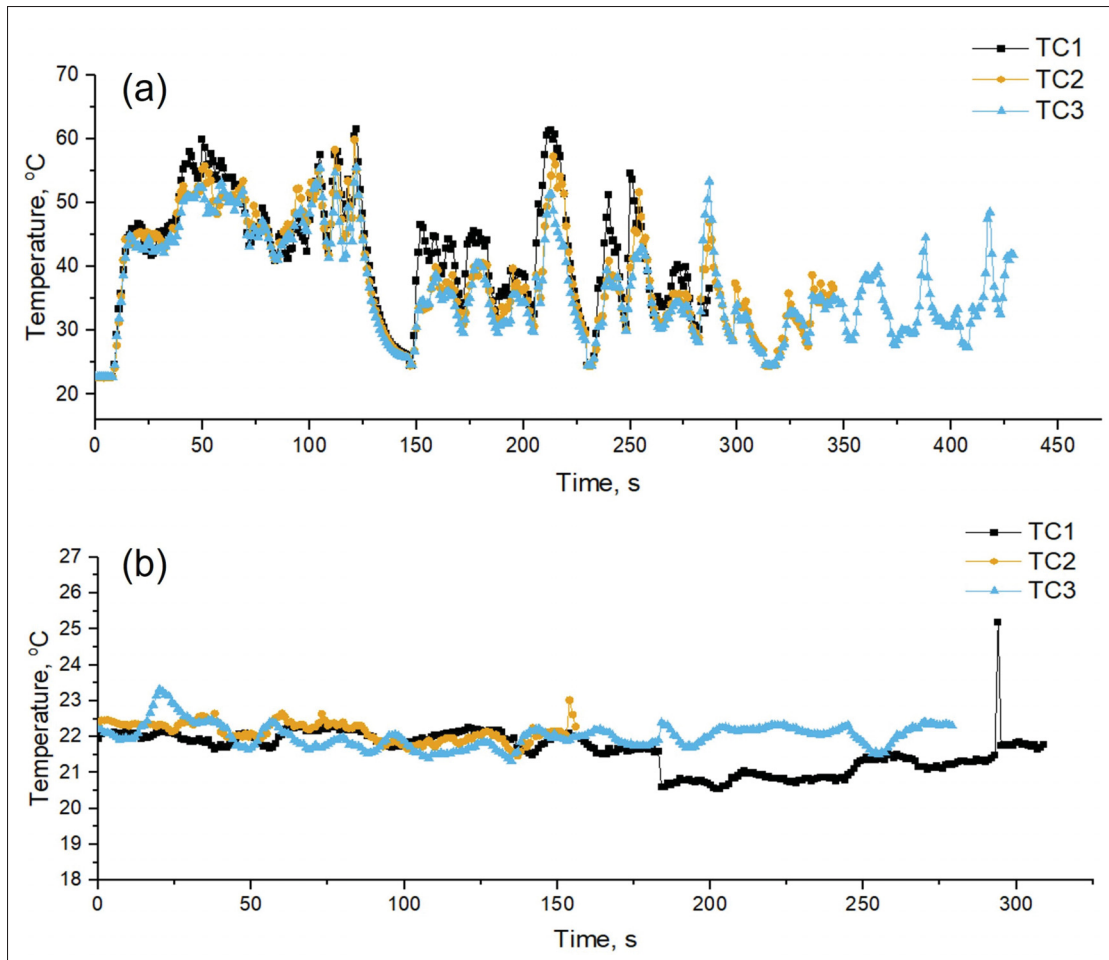 (a)
TC1
TC2
TC3
Temperature, °C
70
60
50
40
30
20
0 50 100 150 200 250 300 350 400 450
Time, s
(b)
TC1
TC2
TC3
Temperature, °C
27
26
25
24
23
22
21
20
19
18
0 50 100 150 200 250 300
Time, s